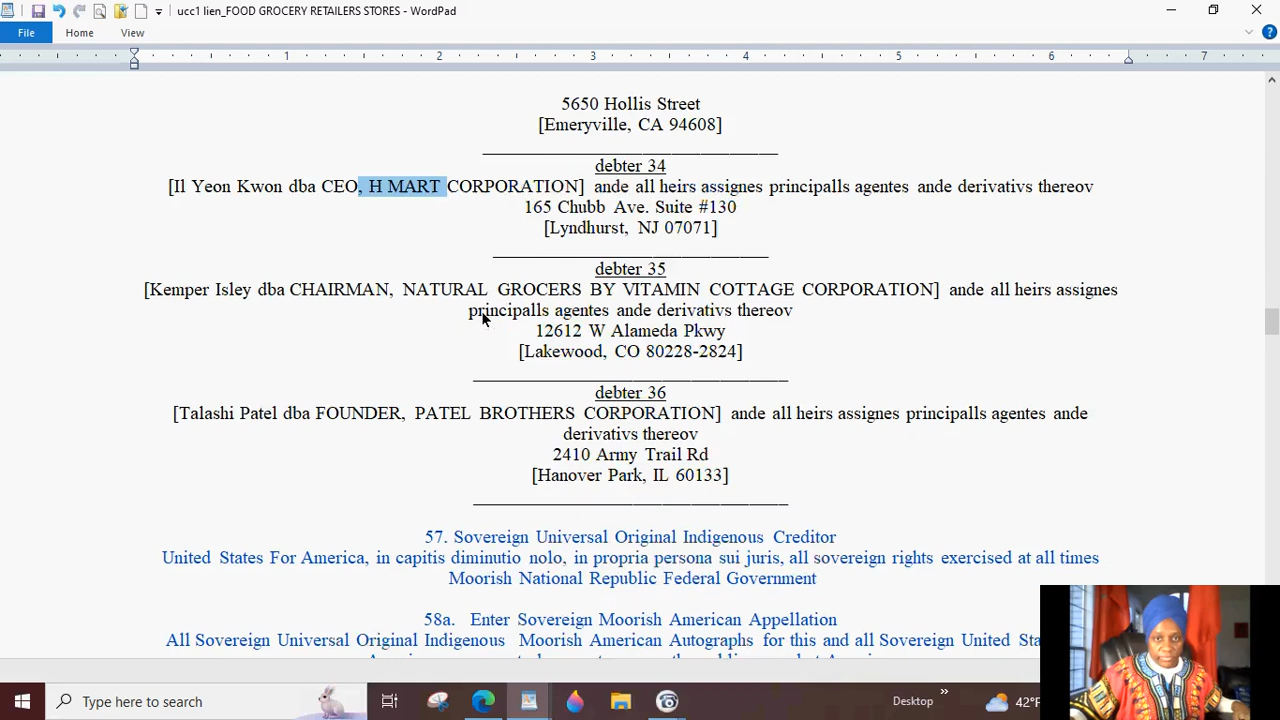 ucc1 lien_FOOD GROCERY RETAILERS STORES - WordPad
File Home View
1 2 3 4 5 6 7
5650 Hollis Street
[Emeryville, CA 94608]
debter 34
[Il Yeon Kwon dba CEO, H MART CORPORATION] ande all heirs assignes principalls agentes ande derivativs thereov
165 Chubb Ave. Suite #130
[Lyndhurst, NJ 07071]
debter 35
[Kemper Isley dba CHAIRMAN, NATURAL GROCERS BY VITAMIN COTTAGE CORPORATION] ande all heirs assignes
principalls agentes ande derivativs thereov
12612 W Alameda Pkwy
[Lakewood, CO 80228-2824]
debter 36
[Talashi Patel dba FOUNDER, PATEL BROTHERS CORPORATION] ande all heirs assignes principalls agentes ande
derivativs thereov
2410 Army Trail Rd
[Hanover Park, IL 60133]
57. Sovereign Universal Original Indigenous Creditor
United States For America, in capitis diminutio nolo, in propria persona sui juris, all sovereign rights exercised at all times
Moorish National Republic Federal Government
58a. Enter Sovereign Moorish American Appellation
All Sovereign Universal Original Indigenous Moorish American Autographs for this and all Sovereign United
Type here to search
Desktop
42°F